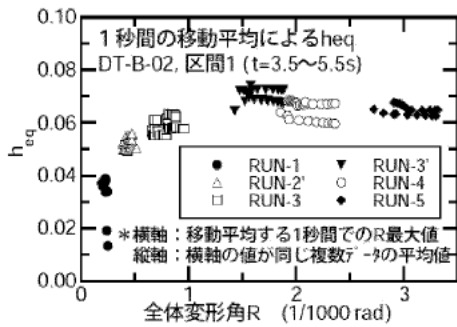 0.10
0.08
0.06
0.04
0.02
0.00
heq
1秒間の移動平均によるheq
DT-B-02, 区間1 (t=3.5〜5.5s)
RUN-1
RUN-2'
RUN-3
RUN-3'
RUN-4
RUN-5
*横軸：移動平均する1秒間でのR最大値
縦軸：横軸の値が同じ複数データの平均値
0 1 2 3
全体変形角R (1/1000 rad)